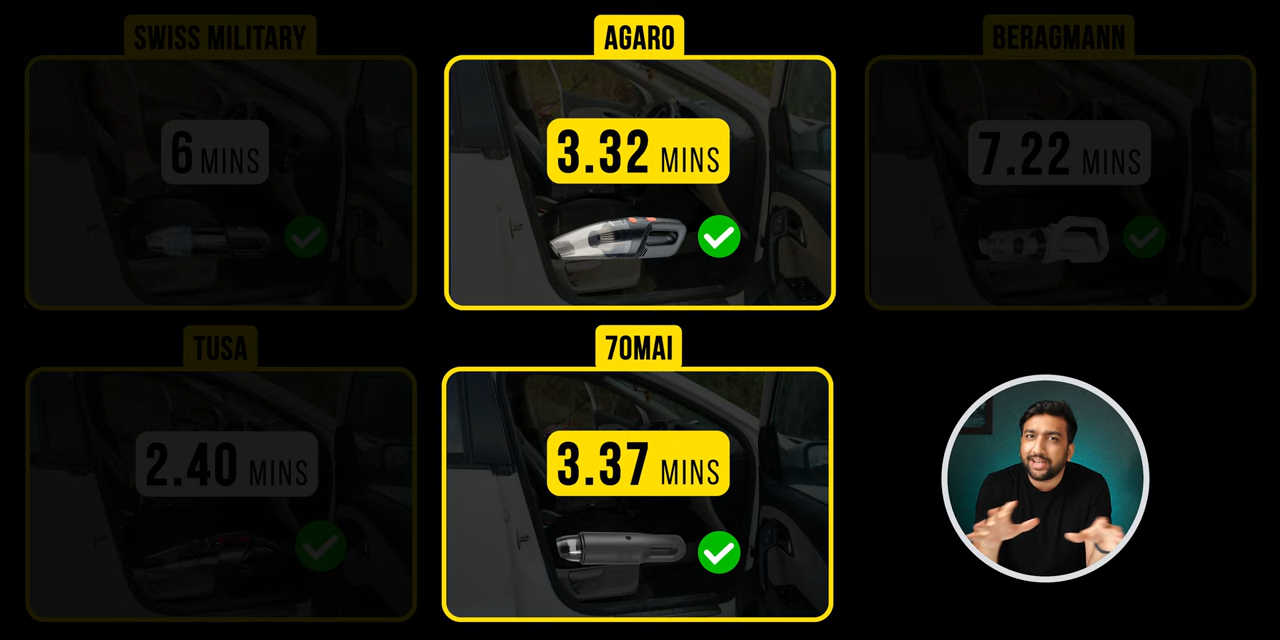 SWISS MILITARY
AGARO
BERAGMANN
6 MINS
3.32 MINS
7.22 MINS
TUSA
70MAI
2.40 MINS
3.37 MINS